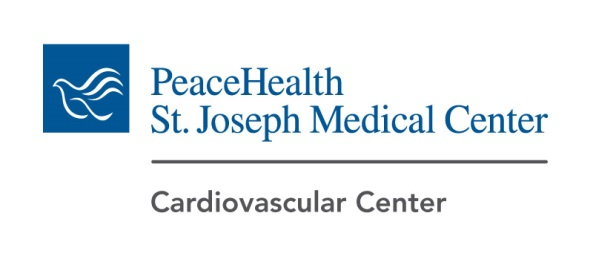 PeaceHealth
St. Joseph Medical Center
Cardiovascular Center